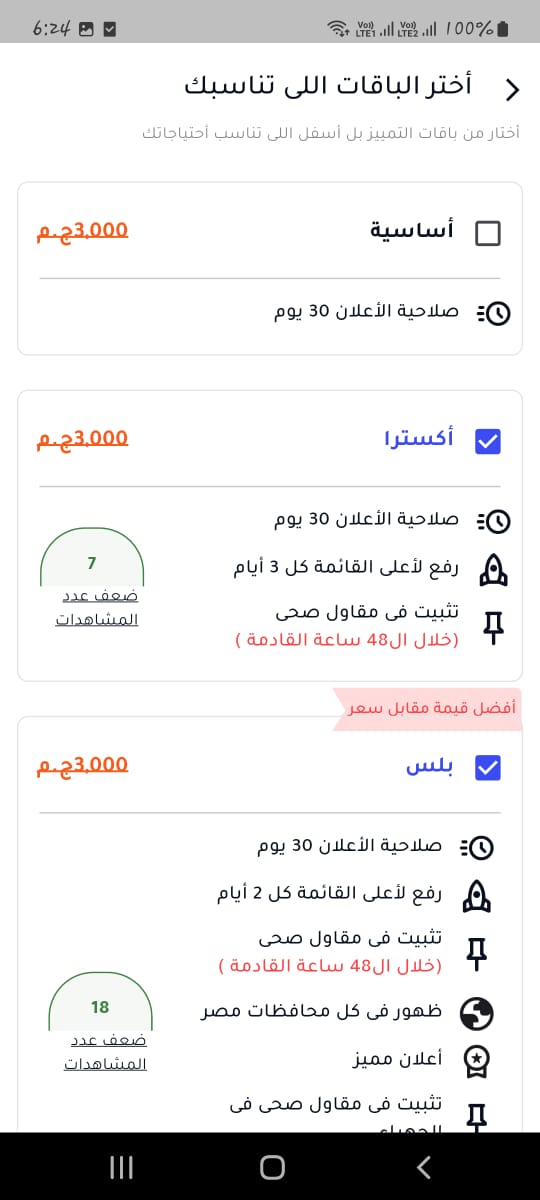 6:24 Vo) LTE1 Vo) LTE2 100%
أختر الباقات اللى تناسبك
أختار من باقات التمييز بل أسفل اللى تناسب أحتياجاتك
أساسية
3,000ج.م
صلاحية الأعلان 30 يوم
أكسترا
3,000ج.م
صلاحية الأعلان 30 يوم
رفع لأعلى القائمة كل 3 أيام
تثبيت فى مقاول صحى
(خلال ال48 ساعة القادمة )
7
ضعف عدد
المشاهدات
أفضل قيمة مقابل سعر
بلس
3,000ج.م
صلاحية الأعلان 30 يوم
رفع لأعلى القائمة كل 2 أيام
تثبيت فى مقاول صحى
(خلال ال48 ساعة القادمة )
ظهور فى كل محافظات مصر
أعلان مميز
18
ضعف عدد
المشاهدات
تثبيت فى مقاول صحى فى